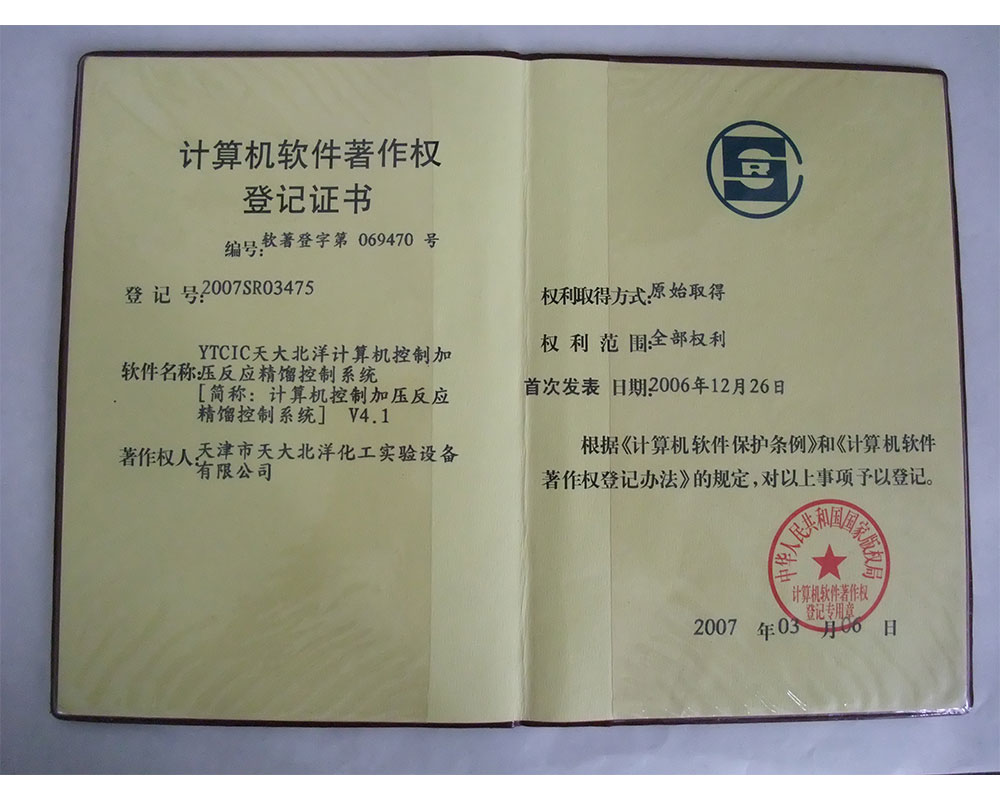 计算机软件著作权
登记证书
编号:软著登字第 069470 号
登 记 号:2007SR03475
软件名称:YTCIC天大北洋计算机控制加
压反应精馏控制系统
[简称: 计算机控制加压反应
精馏控制系统] V4.1
著作权人:天津市天大北洋化工实验设备
有限公司
SR
权利取得方式:原始取得
权 利 范 围:全部权利
首次发表 日期:2006年12月26日
根据《计算机软件保护条例》和《计算机软件
著作权登记办法》的规定,对以上事项予以登记。
中华人民共和国国家版权局
计算机软件著作权
登记专用章
2007 年03 月06 日